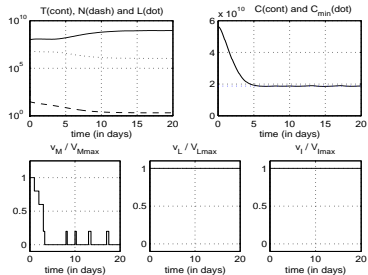 T(cont), N(dash) and L(dot)
10^10
10^5
10^0
0 5 10 15 20
time (in days)
C(cont) and C_min(dot)
6 x 10^10
4
2
0
0 5 10 15 20
time (in days)
v_M / V_Mmax
1
0.5
0
0 10 20
time (in days)
v_L / V_Lmax
1
0.5
0
0 10 20
time (in days)
v_I / V_Imax
1
0.5
0
0 10 20
time (in days)